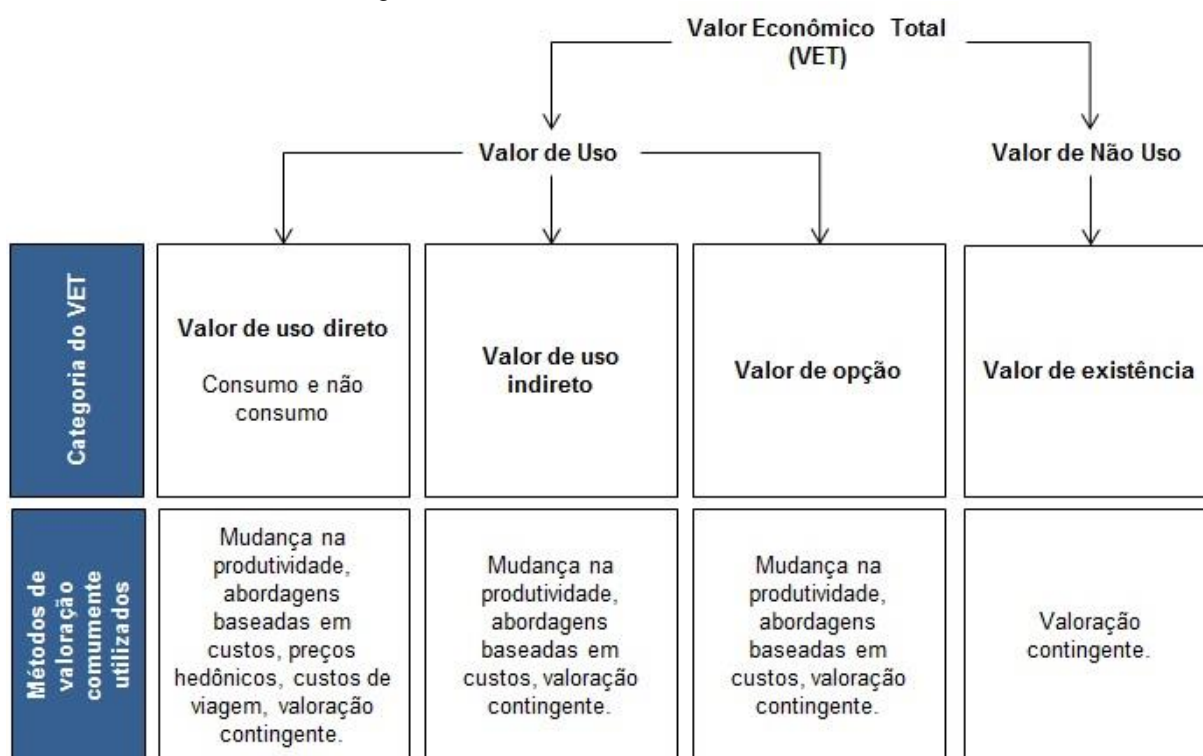 Valor Econômico Total
(VET)
Valor de Uso
Valor de Não Uso
Categoria do VET
Valor de uso direto
Consumo e não
consumo
Valor de uso
indireto
Valor de opção
Valor de existência
Métodos de
valoração
comumente
utilizados
Mudança na
produtividade,
abordagens
baseadas em
custos, preços
hedônicos, custos de
viagem, valoração
contingente.
Mudança na
produtividade,
abordagens
baseadas em
custos, valoração
contingente.
Mudança na
produtividade,
abordagens
baseadas em
custos, valoração
contingente.
Valoração
contingente.